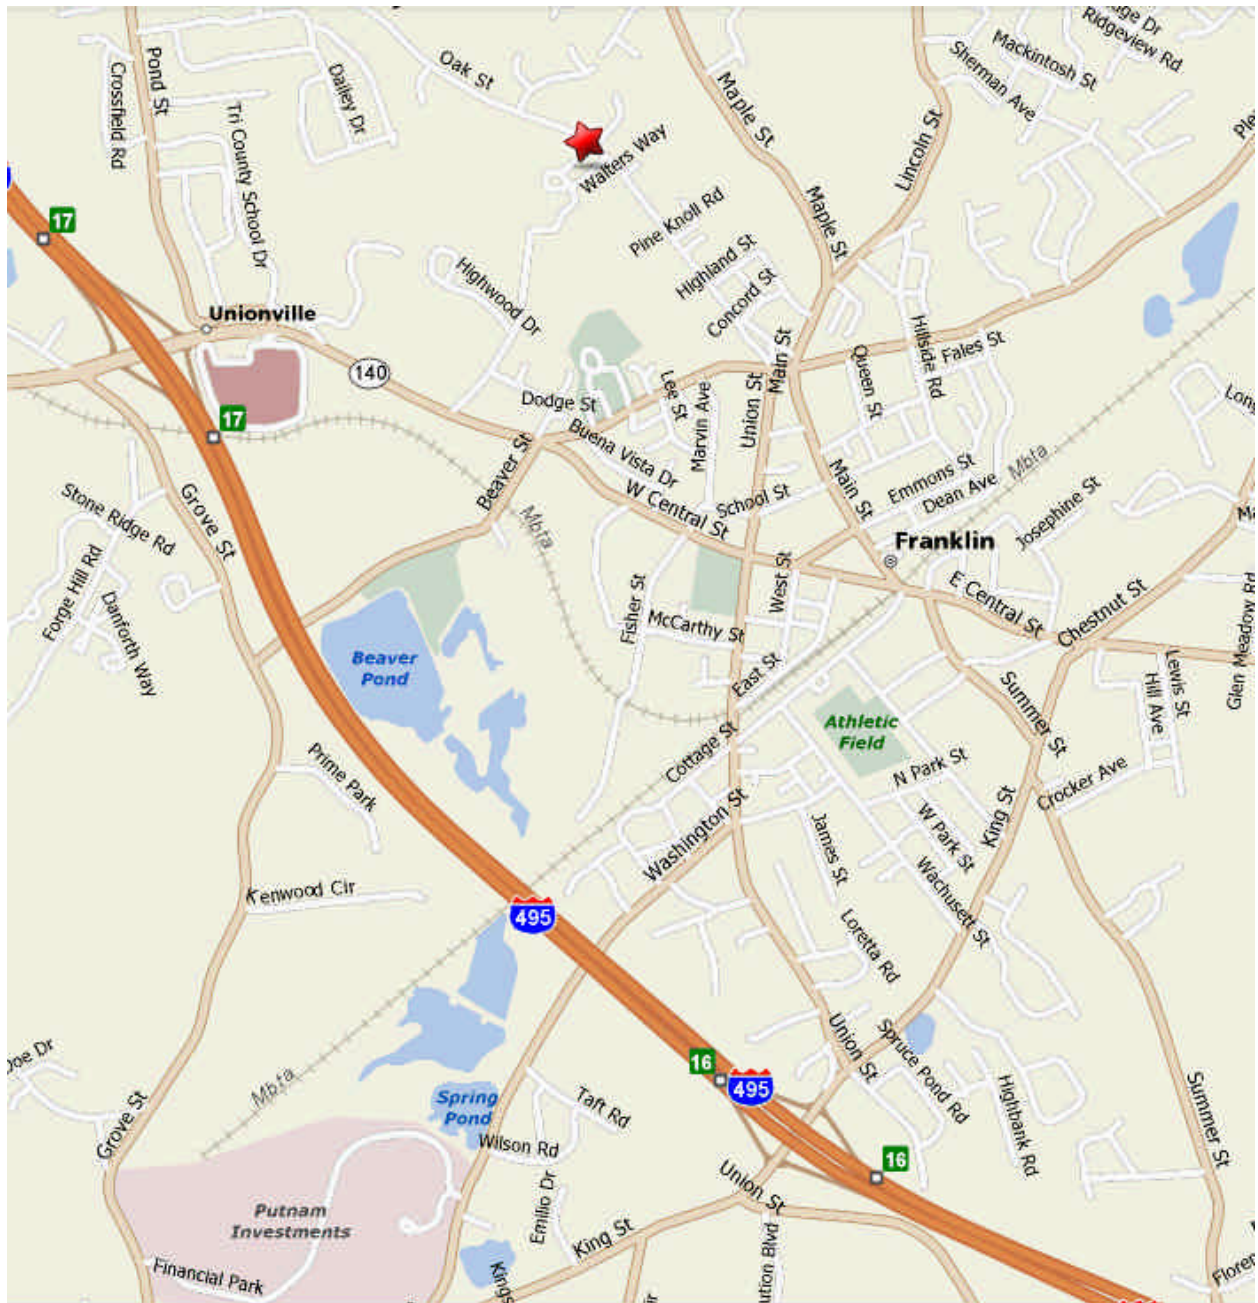 Oak St
Pond St
Crossfield Rd
Dailey Dr
Tri County School Dr
Walters Way
Maple St
Lincoln St
Ridgeview Rd
Mackintosh St
Sherman Ave
17
Pine Knoll Rd
Maple St
Highland St
Concord St
Highwood Dr
Unionville
140
Main St
Hillside Rd
Fales St
Queen St
Lee St
Marvin Ave
Union St
Dodge St
17
Buena Vista Dr
Beaver St
Mbta
W Central St
School St
Main St
Emmons St
Dean Ave
Mbta
Josephine St
Stone Ridge Rd
Grove St
Forge Hill Rd
Danforth Way
Franklin
West St
Fisher St
McCarthy St
East St
E Central St
Chestnut St
Glen Meadow Rd
Lewis St
Hill Ave
Beaver
Pond
Summer St
Athletic
Field
Cottage St
N Park St
Crocker Ave
Prime Park
King St
W Park St
James St
Washington St
Wachusett St
Kenwood Cir
495
Loretta Rd
Union St
Spruce Pond Rd
16
495
Highbank Rd
Summer St
Mbta
Spring
Pond
Taft Rd
Wilson Rd
Grove St
16
Union St
Emilio Dr
King St
Putnam
Investments
Financial Park